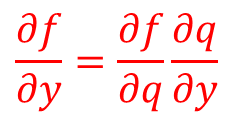 ∂f/∂y = ∂f/∂q ∂q/∂y